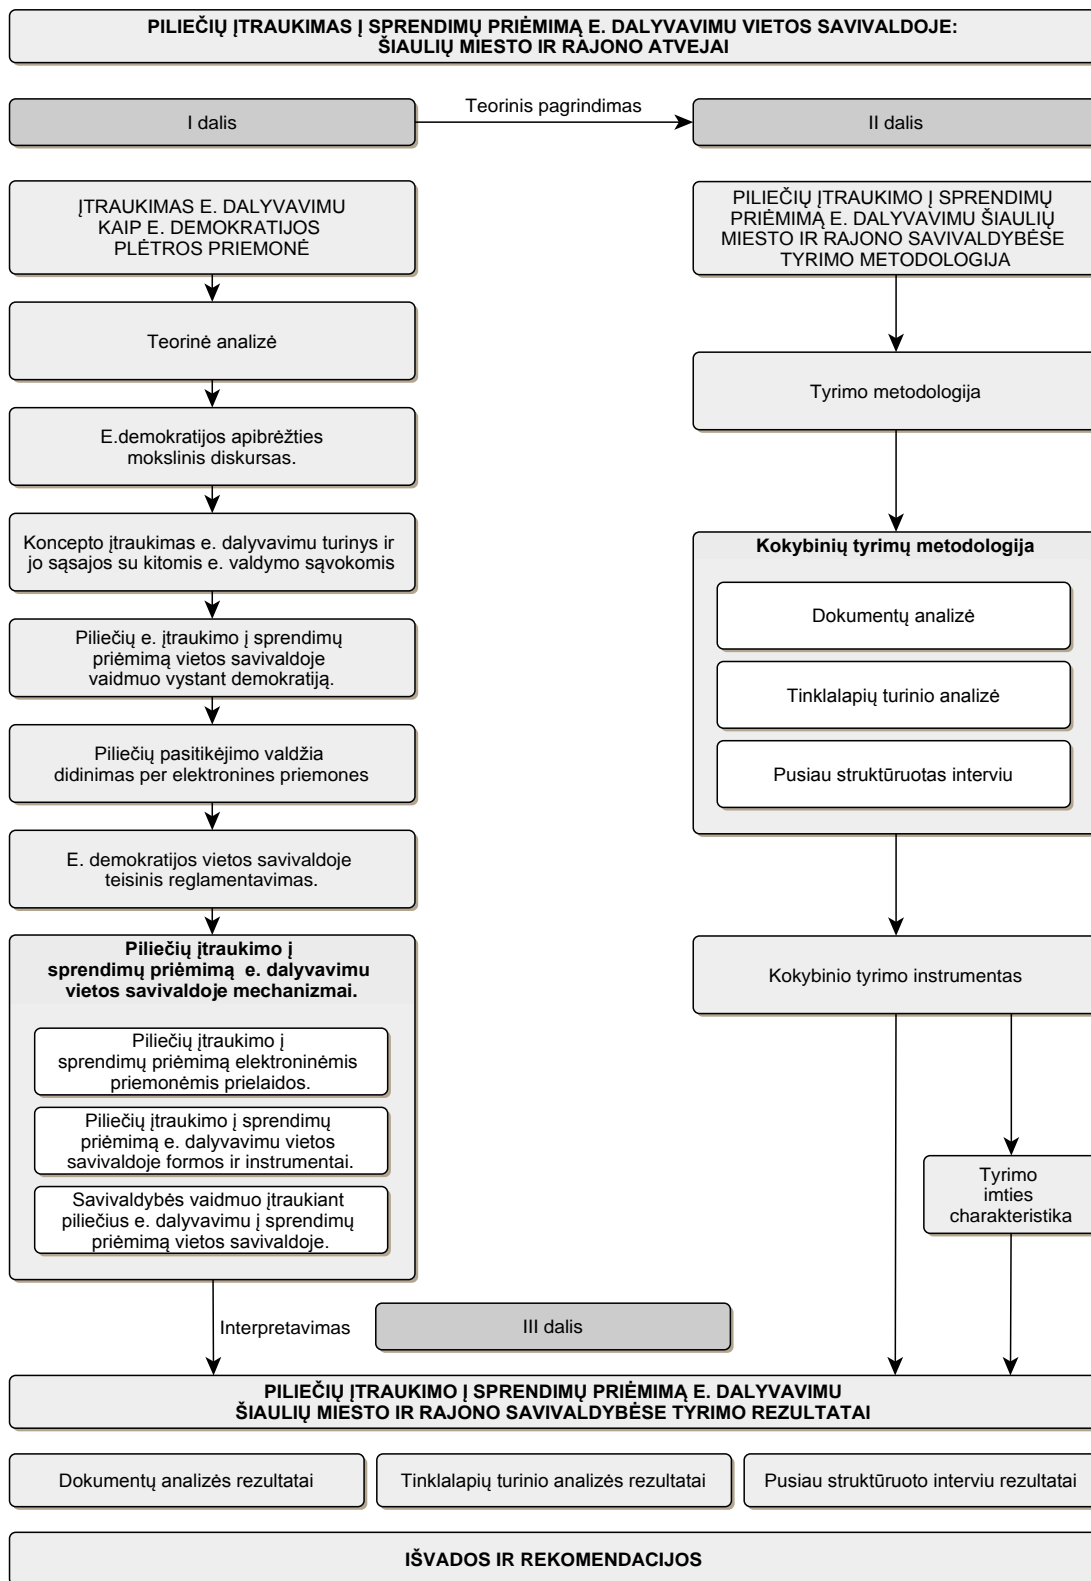 PILIEČIŲ ĮTRAUKIMAS Į SPRENDIMŲ PRIĖMIMĄ E. DALYVAVIMU VIETOS SAVIVALDOJE:
ŠIAULIŲ MIESTO IR RAJONO ATVEJAI
I dalis
Teorinis pagrindimas
II dalis
ĮTRAUKIMAS E. DALYVAVIMU
KAIP E. DEMOKRATIJOS
PLĖTROS PRIEMONĖ
Teorinė analizė
E.demokratijos apibrėžties
mokslinis diskursas.
Koncepto įtraukimas e. dalyvavimu turinys ir
jo sąsajos su kitomis e. valdymo sąvokomis
Piliečių e. įtraukimo į sprendimų
priėmimą vietos savivaldoje
vaidmuo vystant demokratiją.
Piliečių pasitikėjimo valdžia
didinimas per elektronines priemones
E. demokratijos vietos savivaldoje
teisinis reglamentavimas.
Piliečių įtraukimo į
sprendimų priėmimą e. dalyvavimu
vietos savivaldoje mechanizmai.
Piliečių įtraukimo į
sprendimų priėmimą elektroninėmis
priemonėmis prielaidos.
Piliečių įtraukimo į sprendimų
priėmimą e. dalyvavimu vietos
savivaldoje formos ir instrumentai.
Savivaldybės vaidmuo įtraukiant
piliečius e. dalyvavimu į sprendimų
priėmimą vietos savivaldoje.
PILIEČIŲ ĮTRAUKIMO Į SPRENDIMŲ
PRIĖMIMĄ E. DALYVAVIMU ŠIAULIŲ
MIESTO IR RAJONO SAVIVALDYBĖSE
TYRIMO METODOLOGIJA
Tyrimo metodologija
Kokybinių tyrimų metodologija
Dokumentų analizė
Tinklalapių turinio analizė
Pusiau struktūruotas interviu
Kokybinio tyrimo instrumentas
Tyrimo
imties
charakteristika
Interpretavimas
III dalis
PILIEČIŲ ĮTRAUKIMO Į SPRENDIMŲ PRIĖMIMĄ E. DALYVAVIMU
ŠIAULIŲ MIESTO IR RAJONO SAVIVALDYBĖSE TYRIMO REZULTATAI
Dokumentų analizės rezultatai
Tinklalapių turinio analizės rezultatai
Pusiau struktūruoto interviu rezultatai
IŠVADOS IR REKOMENDACIJOS